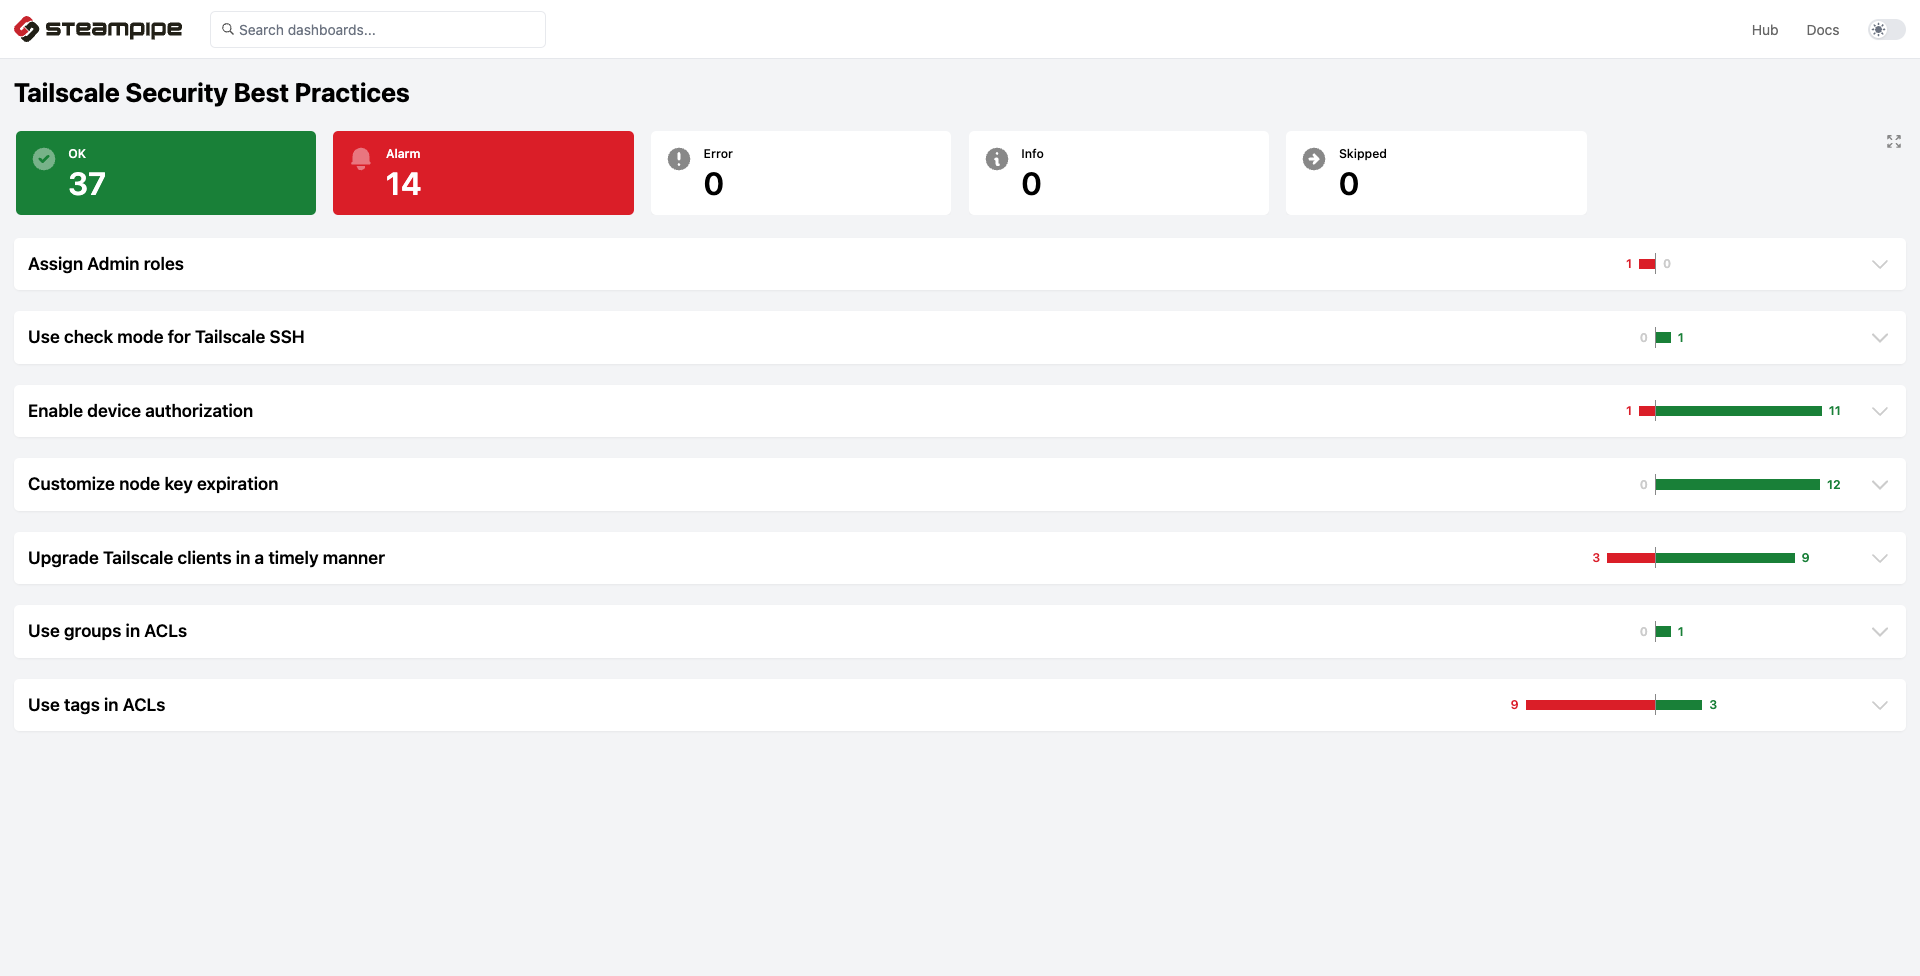 steampipe
Search dashboards...
Hub
Docs
Tailscale Security Best Practices
OK
37
Alarm
14
Error
0
Info
0
Skipped
0
Assign Admin roles
1 0
Use check mode for Tailscale SSH
0 1
Enable device authorization
1 11
Customize node key expiration
0 12
Upgrade Tailscale clients in a timely manner
3 9
Use groups in ACLs
0 1
Use tags in ACLs
9 3